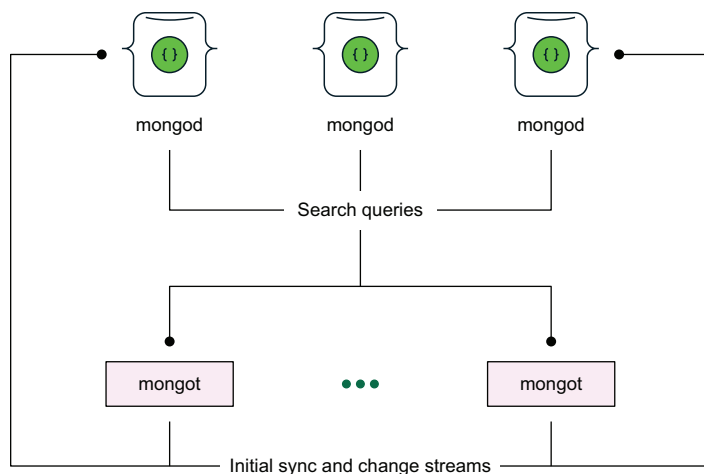 { } { } { }
mongod mongod mongod
Search queries
mongot mongot
Initial sync and change streams